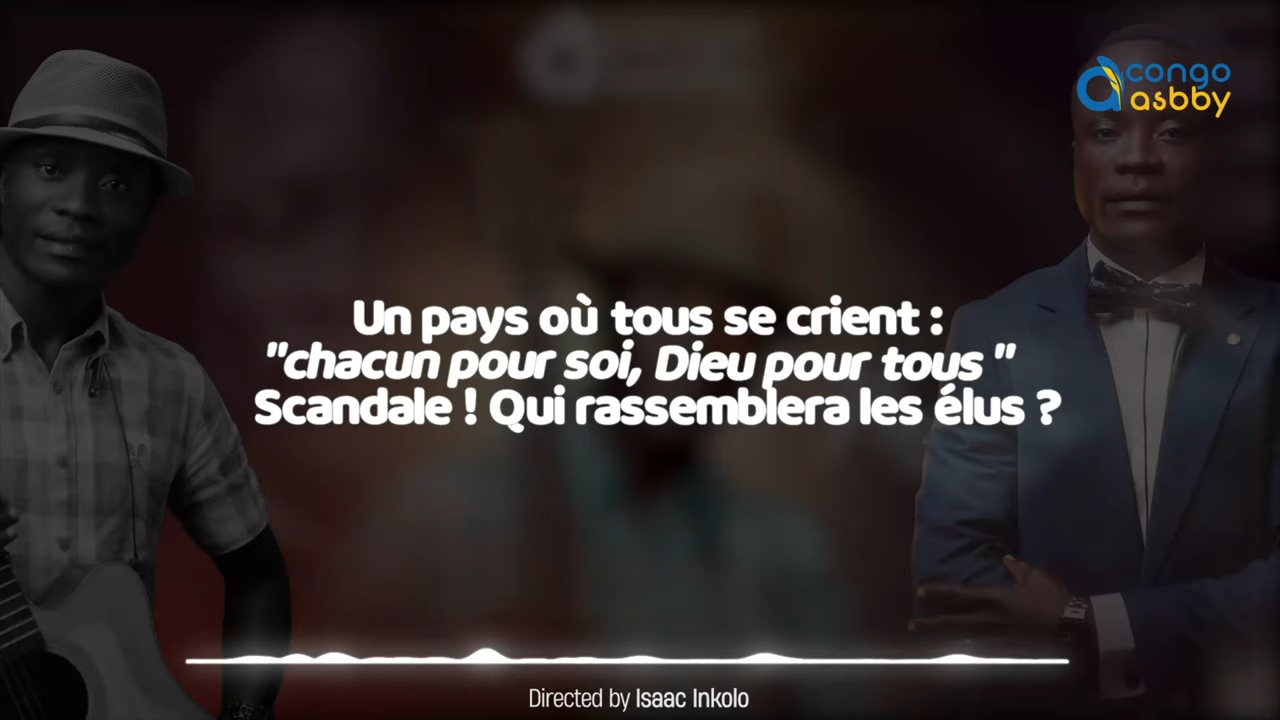 congo
asbby
Un pays où tous se crient :
"chacun pour soi, Dieu pour tous "
Scandale ! Qui rassemblera les élus ?
Directed by Isaac Inkolo